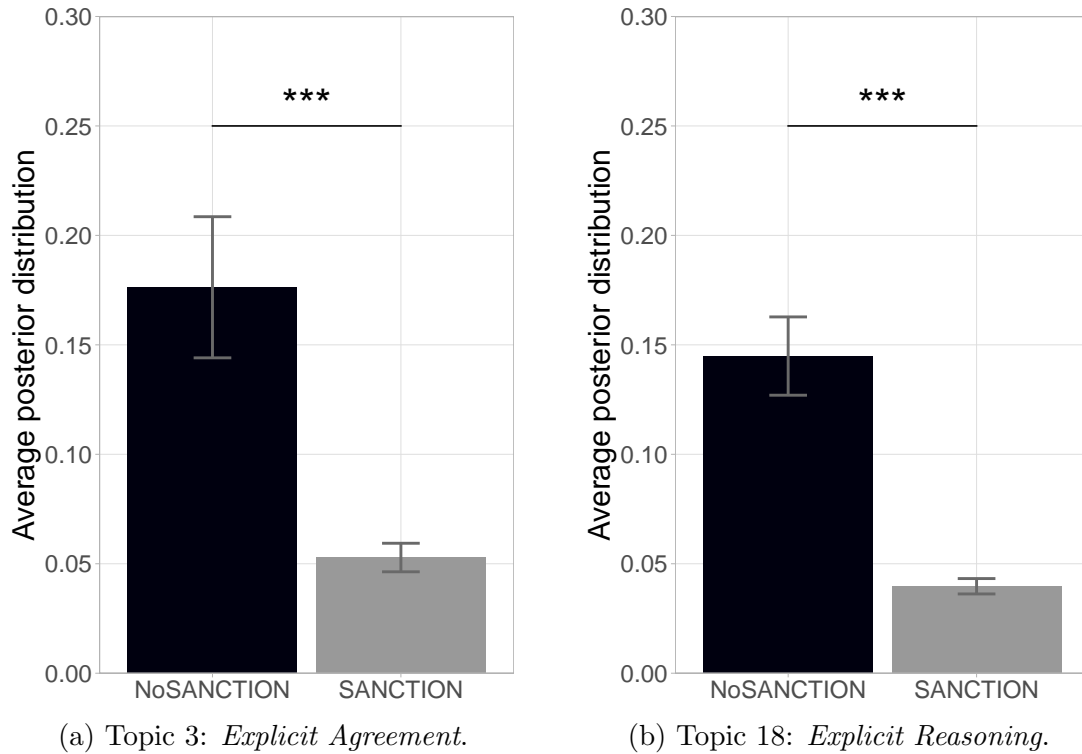 Average posterior distribution
0.30
0.25
0.20
0.15
0.10
0.05
0.00
***
NoSANCTION SANCTION
(a) Topic 3: Explicit Agreement.
Average posterior distribution
0.30
0.25
0.20
0.15
0.10
0.05
0.00
***
NoSANCTION SANCTION
(b) Topic 18: Explicit Reasoning.